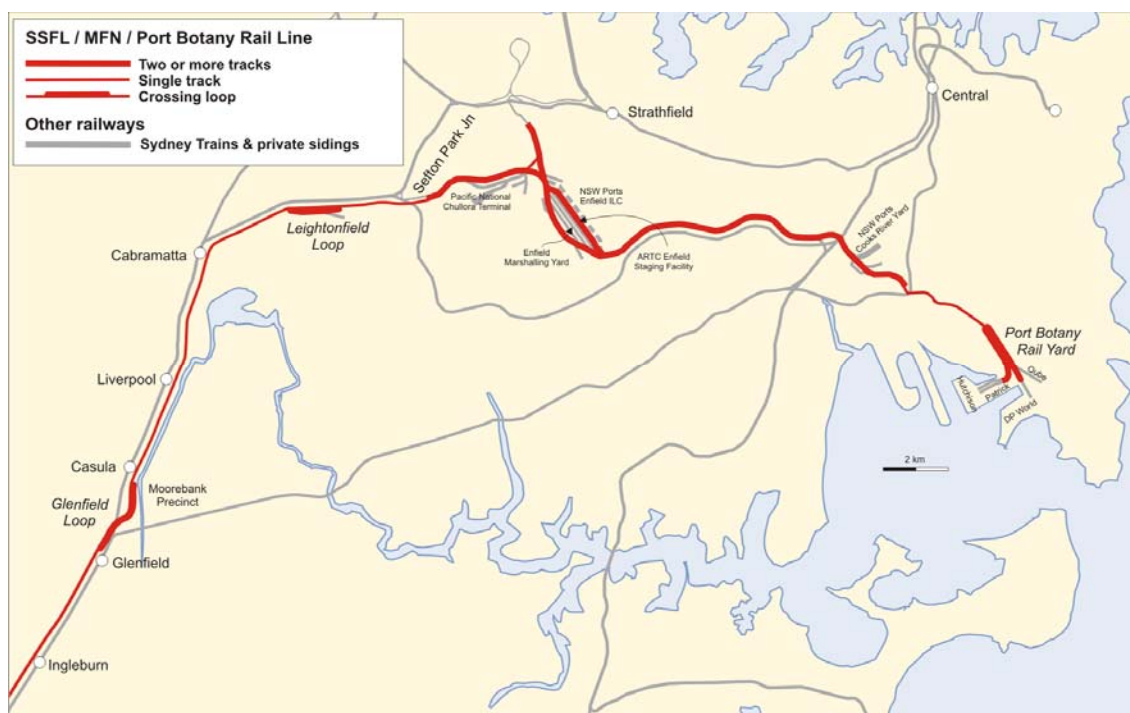 SSFL / MFN / Port Botany Rail Line
Two or more tracks
Single track
Crossing loop
Other railways
Sydney Trains & private sidings
Strathfield
Central
Sefton Park Jn
Pacific National
Chullora Terminal
NSW Ports
Enfield ILC
Leightonfield
Loop
Enfield
Marshalling Yard
ARTC Enfield
Staging Facility
NSW Ports
Cooks River Yard
Cabramatta
Port Botany
Rail Yard
Liverpool
Hutchison
Patrick
Qube
DP World
Casula
2 km
Moorebank
Precinct
Glenfield
Loop
Glenfield
Ingleburn